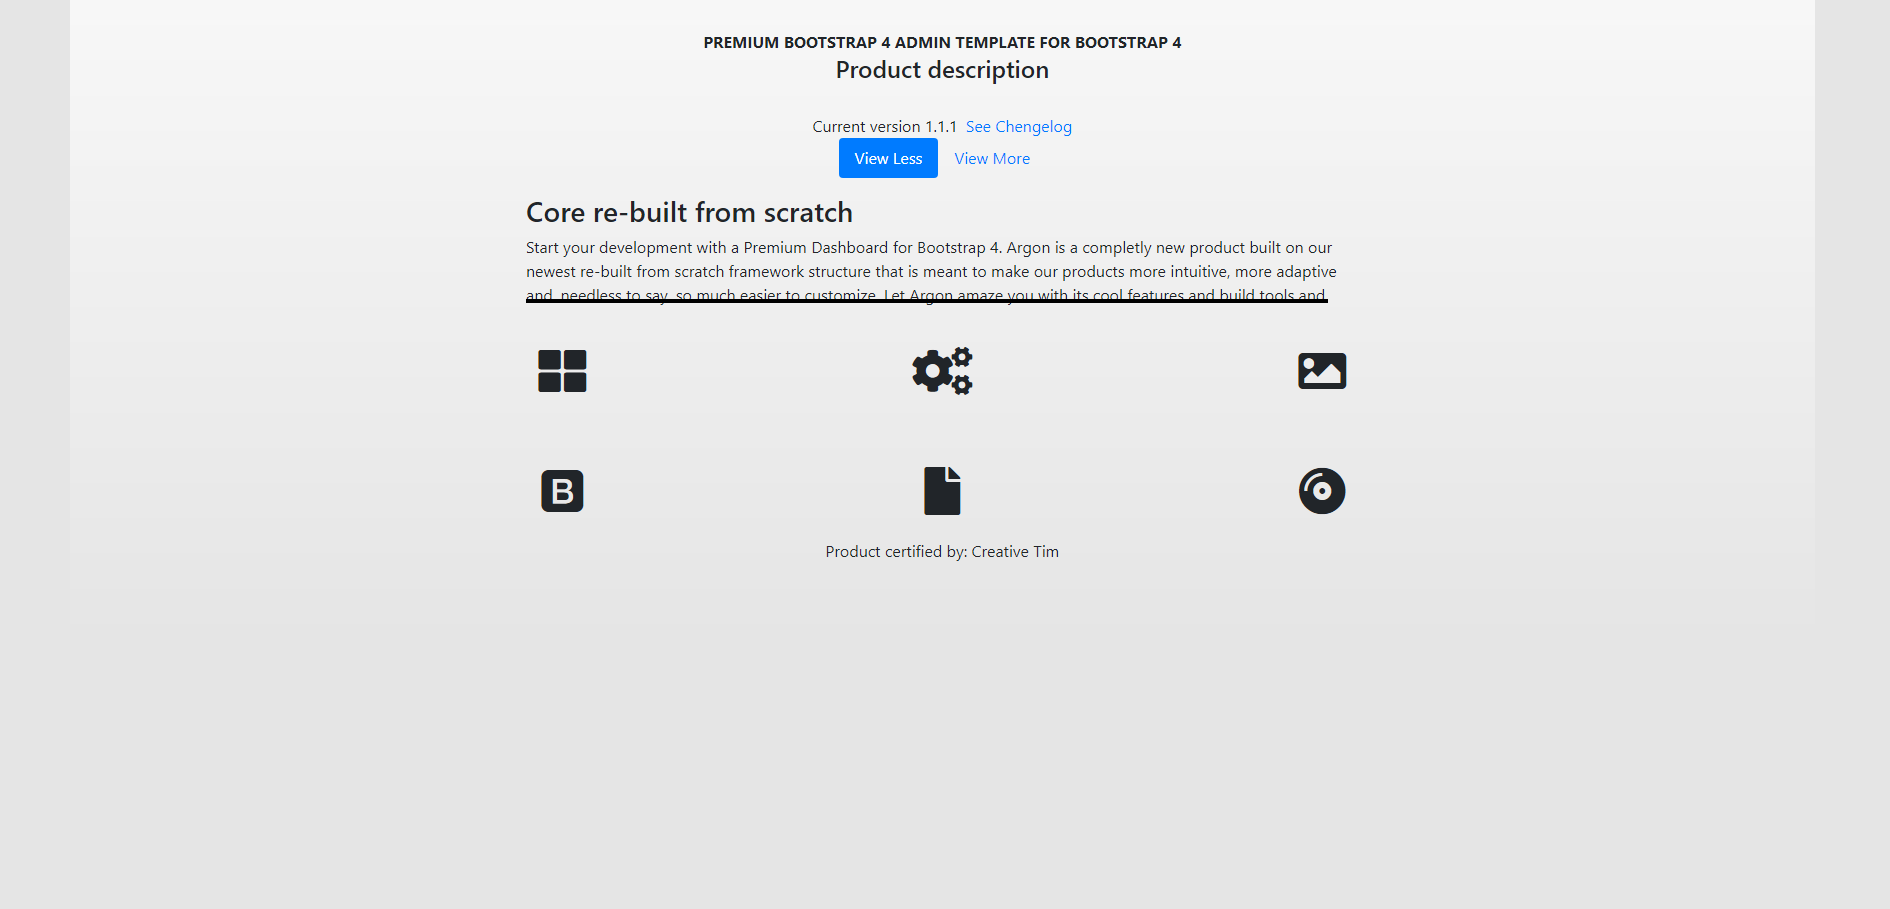 PREMIUM BOOTSTRAP 4 ADMIN TEMPLATE FOR BOOTSTRAP 4
Product description
Current version 1.1.1 See Chengelog
View Less View More
Core re-built from scratch
Start your development with a Premium Dashboard for Bootstrap 4. Argon is a completly new product built on our
newest re-built from scratch framework structure that is meant to make our products more intuitive, more adaptive
and, needless to say, so much easier to customize. Let Argon amaze you with its cool features and build tools and
B
Product certified by: Creative Tim